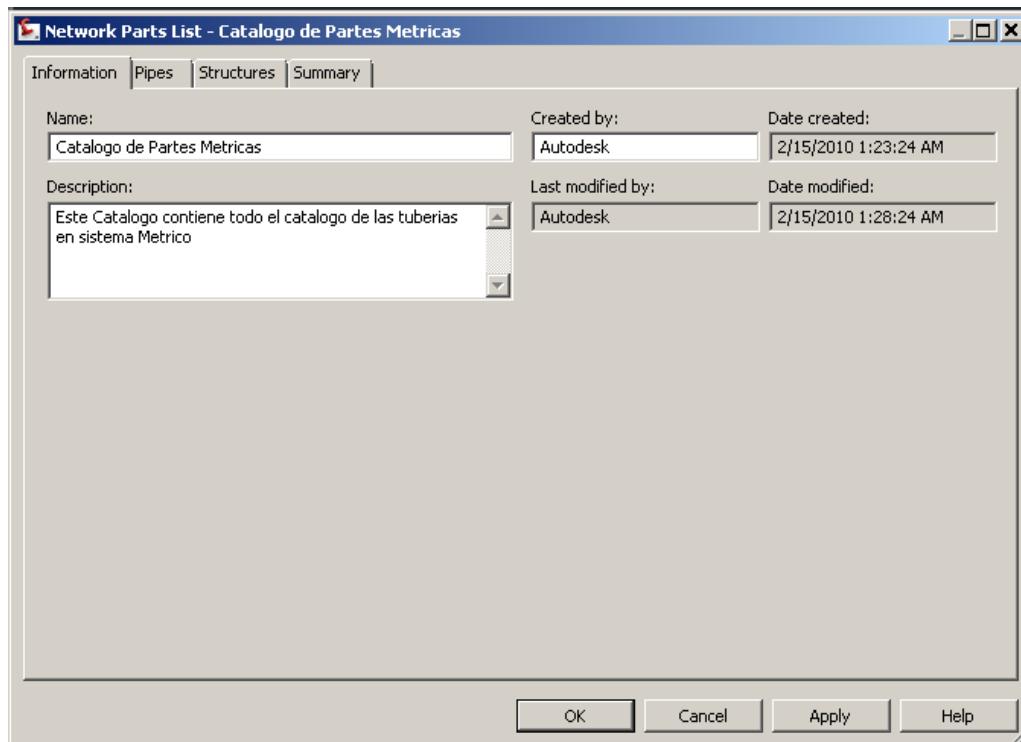 Network Parts List - Catalogo de Partes Metricas
Information Pipes Structures Summary
Name: Created by: Date created:
Catalogo de Partes Metricas Autodesk 2/15/2010 1:23:24 AM
Description: Last modified by: Date modified:
Este Catalogo contiene todo el catalogo de las tuberias Autodesk 2/15/2010 1:28:24 AM
en sistema Metrico
OK Cancel Apply Help